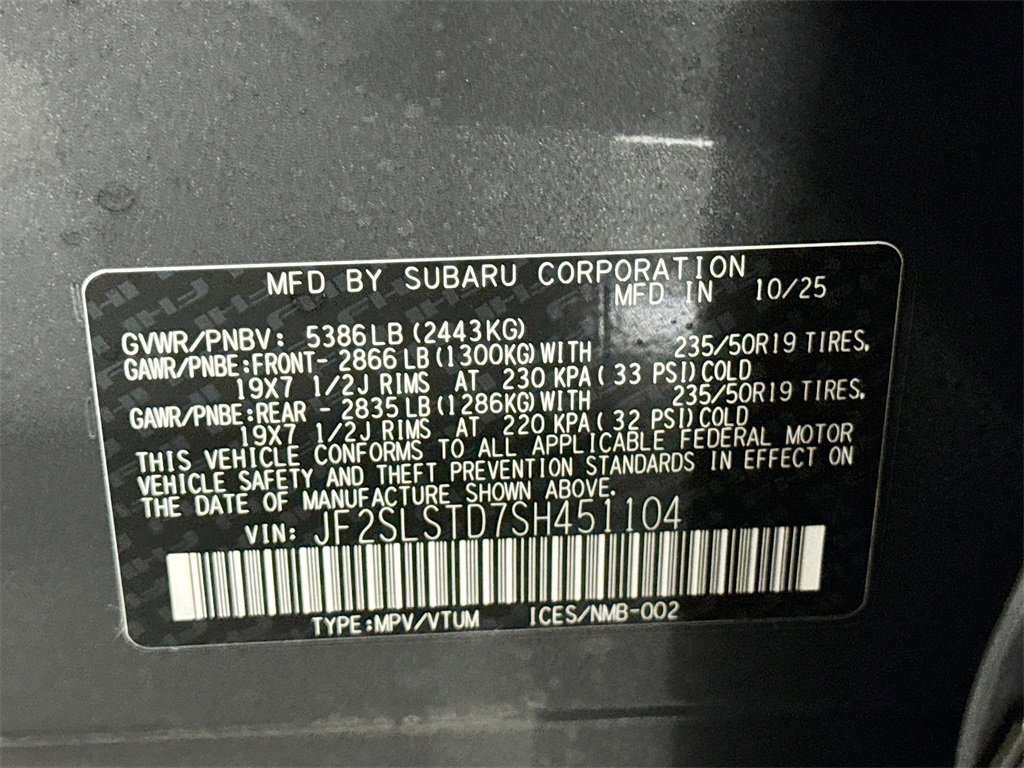 MFD BY SUBARU CORPORATION
MFD IN 10/25
GVWR/PNBV: 5386LB(2443KG)
GAWR/PNBE:FRONT- 2866LB(1300KG)WITH 235/50R19 TIRES,
19X7 1/2J RIMS AT 230 KPA( 33 PSI)COLD
GAWR/PNBE:REAR - 2835LB(1286KG)WITH 235/50R19 TIRES,
19X7 1/2J RIMS AT 220 KPA( 32 PSI)COLD
THIS VEHICLE CONFORMS TO ALL APPLICABLE FEDERAL MOTOR
VEHICLE SAFETY AND THEFT PREVENTION STANDARDS IN EFFECT ON
THE DATE OF MANUFACTURE SHOWN ABOVE.
VIN: JF2SLSTD7SH451104
TYPE:MPV/VTUM ICES/NMB-002